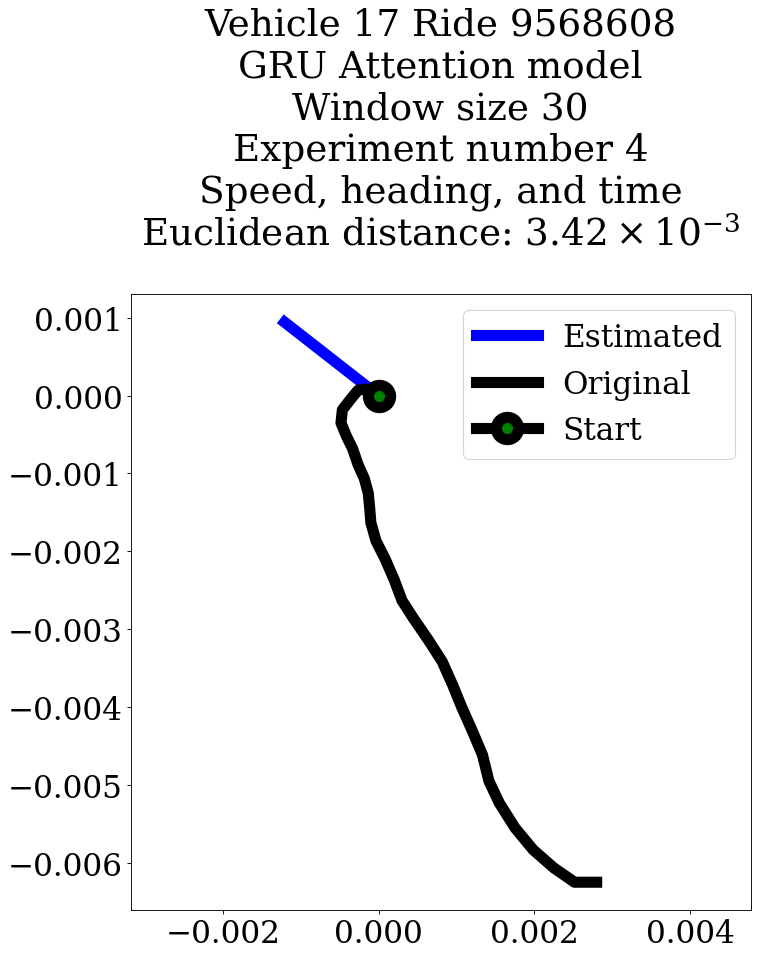 Vehicle 17 Ride 9568608
GRU Attention model
Window size 30
Experiment number 4
Speed, heading, and time
Euclidean distance: 3.42 × 10⁻³
Estimated
Original
Start
0.001
0.000
−0.001
−0.002
−0.003
−0.004
−0.005
−0.006
−0.002 0.000 0.002 0.004